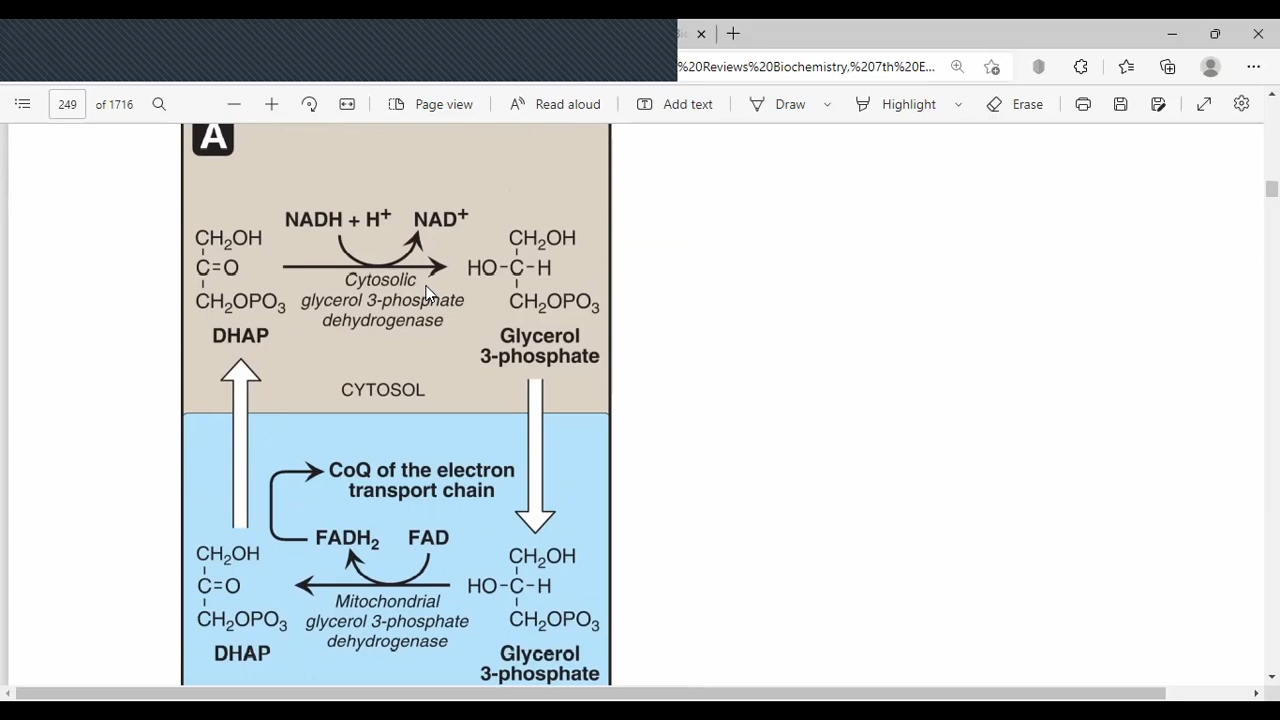 %20Reviews%20Biochemistry,%207th%20E...
249 of 1716 Page view Read aloud Add text Draw Highlight Erase
A
NADH + H+ NAD+
CH2OH
C=O
CH2OPO3
DHAP
Cytosolic
glycerol 3-phosphate
dehydrogenase
CH2OH
HO-C-H
CH2OPO3
Glycerol
3-phosphate
CYTOSOL
CoQ of the electron
transport chain
FADH2 FAD
CH2OH
C=O
CH2OPO3
DHAP
Mitochondrial
glycerol 3-phosphate
dehydrogenase
CH2OH
HO-C-H
CH2OPO3
Glycerol
3-phosphate